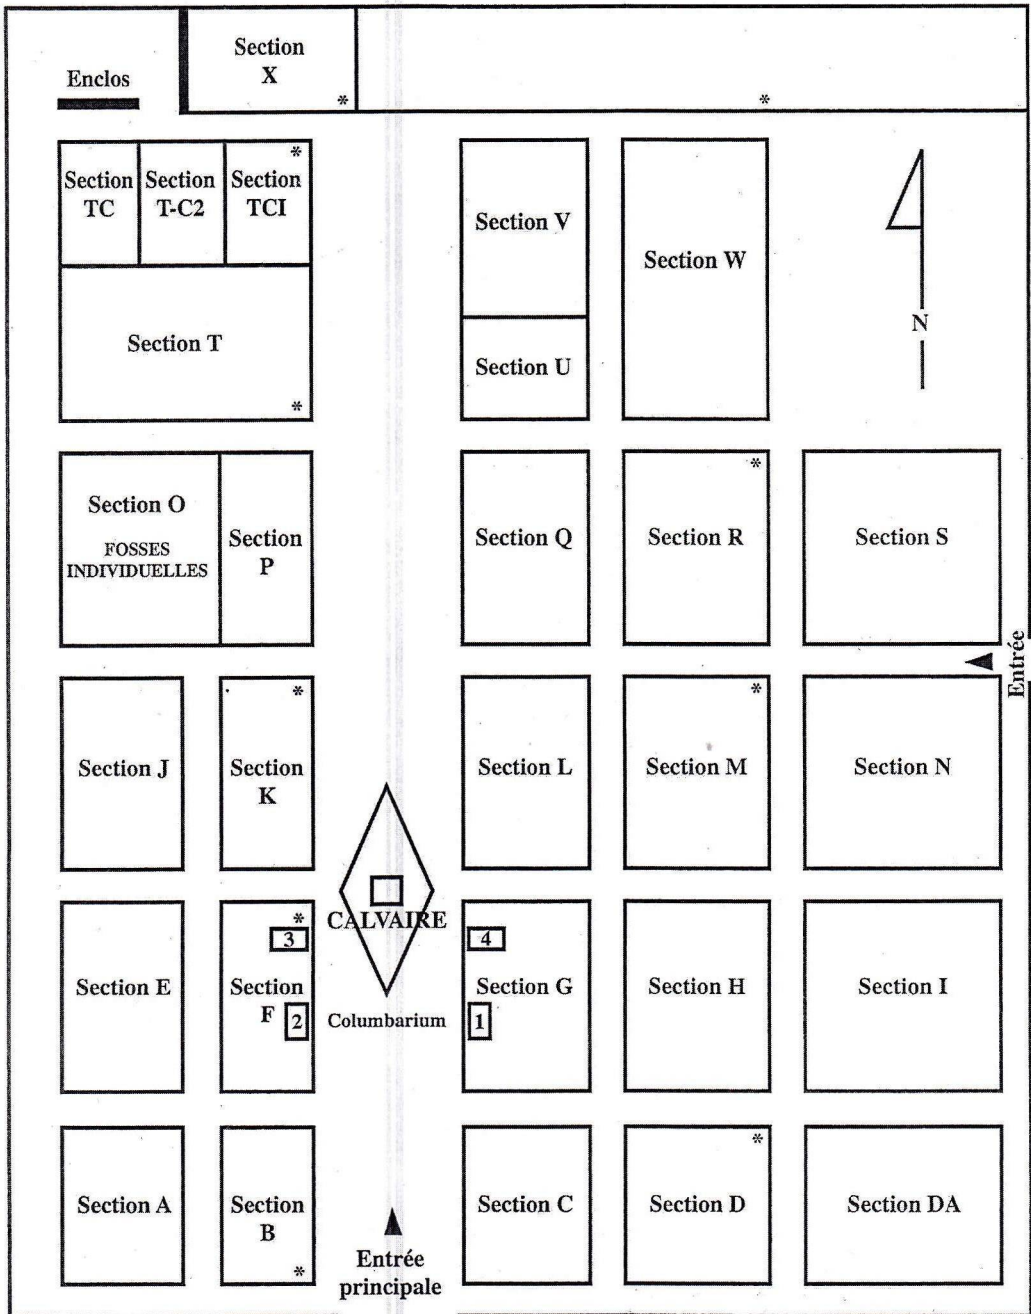 Section
X
*
Enclos
*
Section
TC
Section
T-C2
*
Section
TCI
Section V
Section W
N
Section T
*
Section U
Section O
FOSSES
INDIVIDUELLES
Section
P
Section Q
*
Section R
Section S
Entrée
Section J
*
Section
K
Section L
*
Section M
Section N
CALVAIRE
Section E
*
3
Section
F
2
Columbarium
4
Section G
1
Section H
Section I
Section A
Section
B
*
Entrée
principale
Section C
*
Section D
Section DA